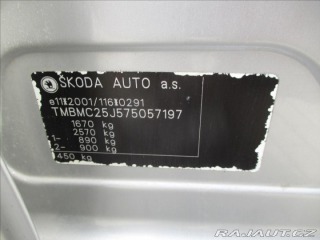 ŠKODA AUTO a.s.
e11*2001/116*0291
TMBMC25J575057197
1670 kg
2570 kg
1- 890 kg
2- 900 kg
450 kg
RAJAUT.CZ